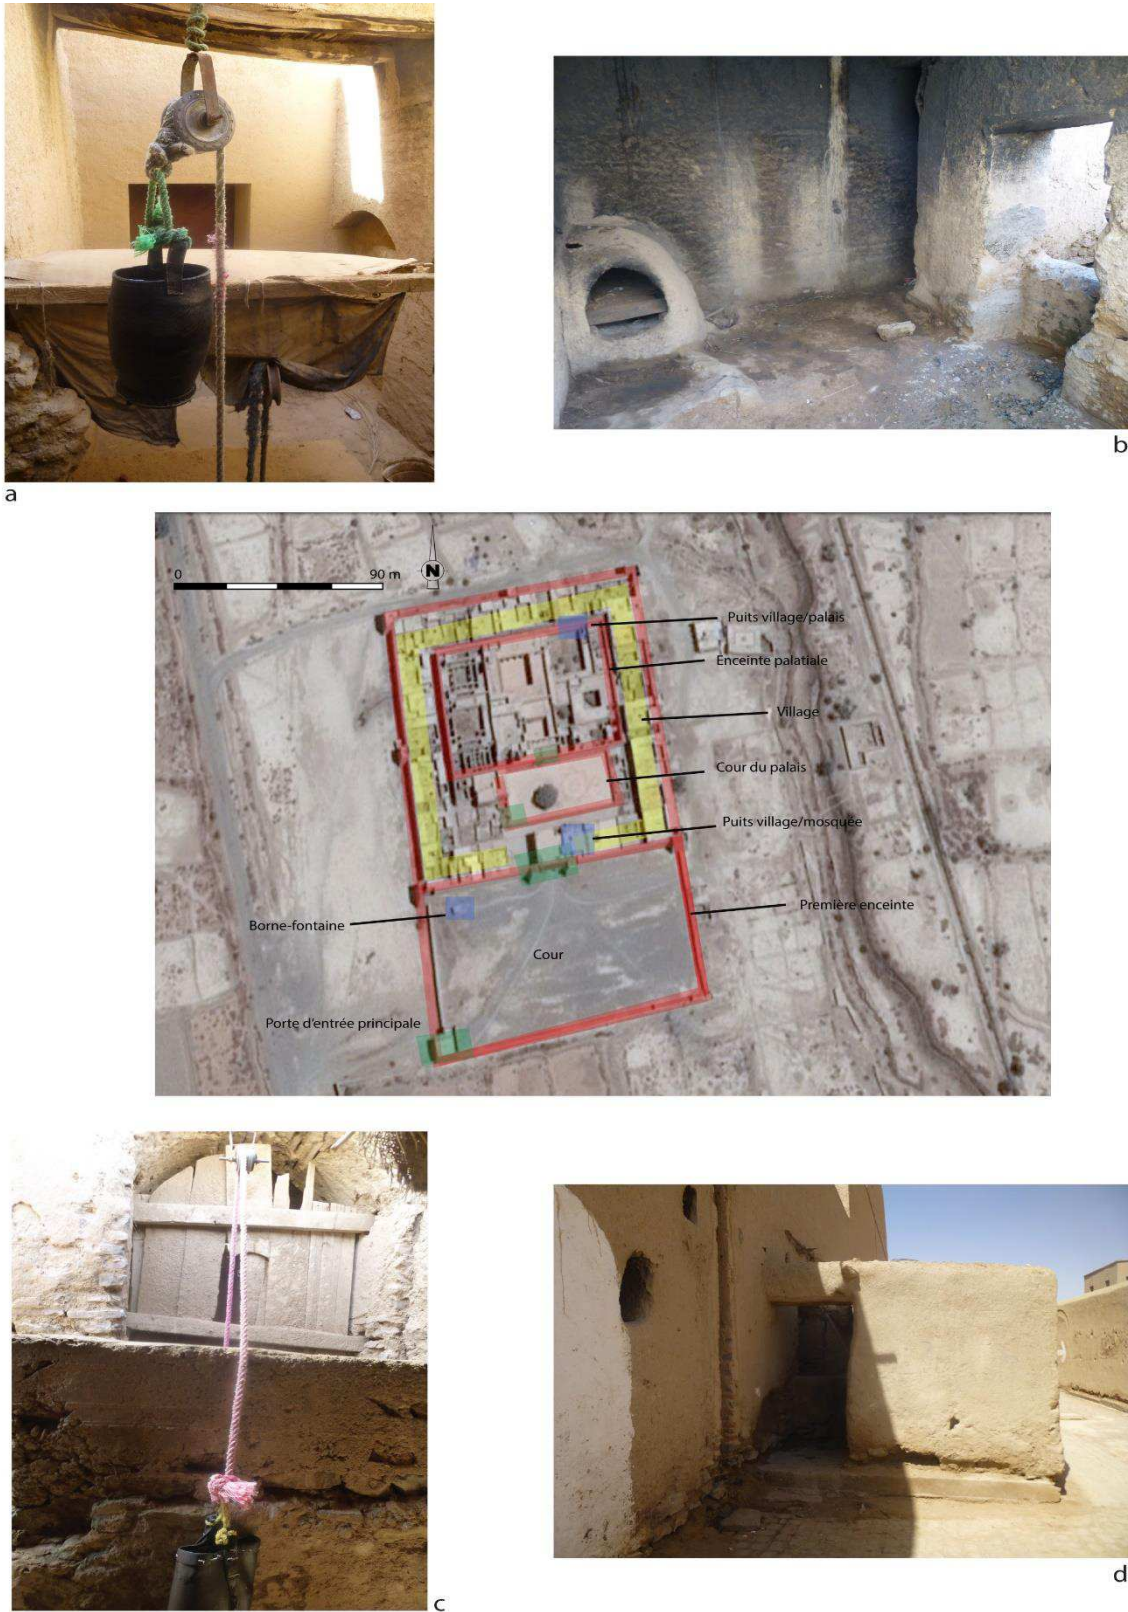 a
b
0 90 m
N
Puits village/palais
Enceinte palatiale
Village
Cour du palais
Puits village/mosquée
Première enceinte
Borne-fontaine
Cour
Porte d'entrée principale
c
d